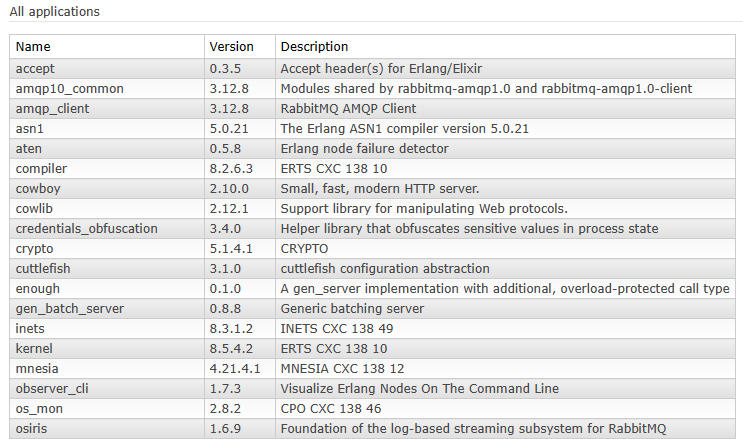 All applications
Name Version Description
accept 0.3.5 Accept header(s) for Erlang/Elixir
amqp10_common 3.12.8 Modules shared by rabbitmq-amqp1.0 and rabbitmq-amqp1.0-client
amqp_client 3.12.8 RabbitMQ AMQP Client
asn1 5.0.21 The Erlang ASN1 compiler version 5.0.21
aten 0.5.8 Erlang node failure detector
compiler 8.2.6.3 ERTS CXC 138 10
cowboy 2.10.0 Small, fast, modern HTTP server.
cowlib 2.12.1 Support library for manipulating Web protocols.
credentials_obfuscation 3.4.0 Helper library that obfuscates sensitive values in process state
crypto 5.1.4.1 CRYPTO
cuttlefish 3.1.0 cuttlefish configuration abstraction
enough 0.1.0 A gen_server implementation with additional, overload-protected call type
gen_batch_server 0.8.8 Generic batching server
inets 8.3.1.2 INETS CXC 138 49
kernel 8.5.4.2 ERTS CXC 138 10
mnesia 4.21.4.1 MNESIA CXC 138 12
observer_cli 1.7.3 Visualize Erlang Nodes On The Command Line
os_mon 2.8.2 CPO CXC 138 46
osiris 1.6.9 Foundation of the log-based streaming subsystem for RabbitMQ